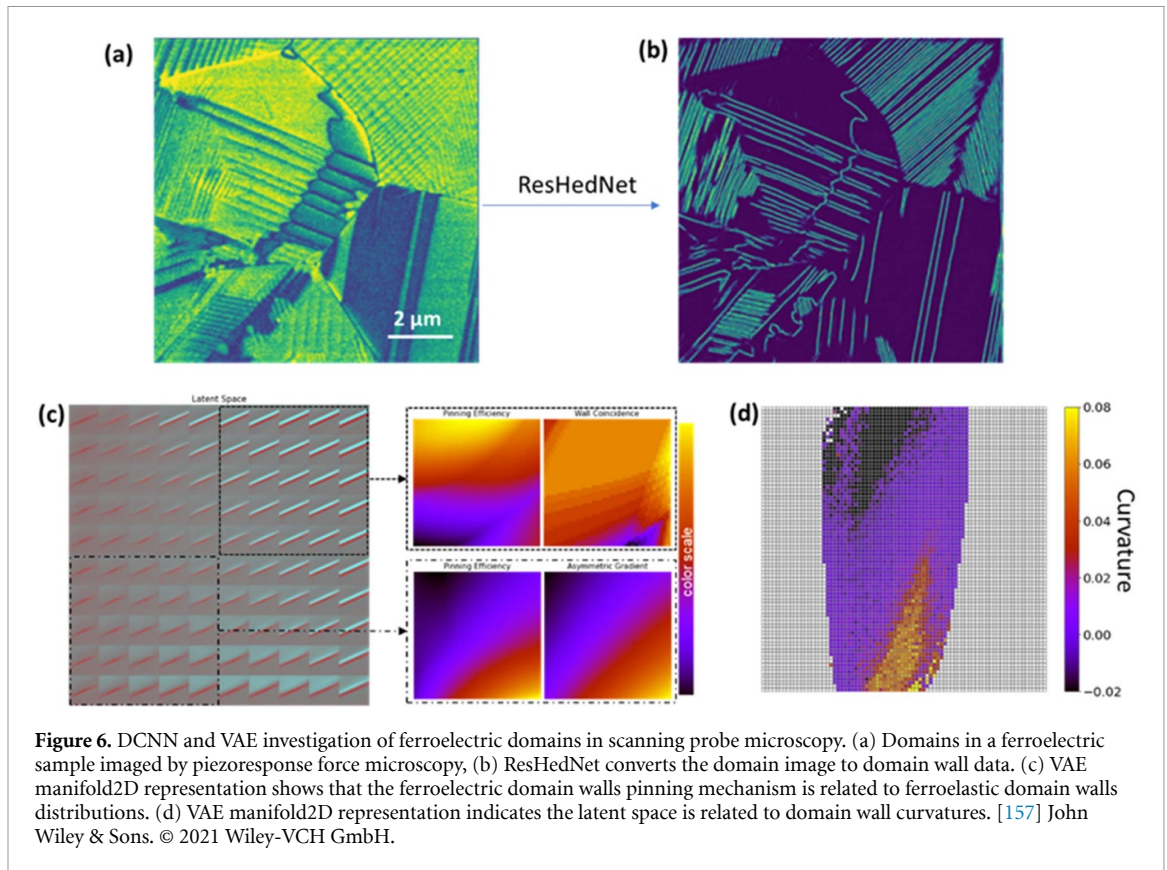 (a)
(b)
ResHedNet
2 μm
(c)
Latent Space
Pinning Efficiency
Wall Coincidence
Pinning Efficiency
Asymmetric Gradient
color scale
(d)
0.08
0.06
0.04
0.02
0.00
−0.02
Curvature
Figure 6. DCNN and VAE investigation of ferroelectric domains in scanning probe microscopy. (a) Domains in a ferroelectric
sample imaged by piezoresponse force microscopy, (b) ResHedNet converts the domain image to domain wall data. (c) VAE
manifold2D representation shows that the ferroelectric domain walls pinning mechanism is related to ferroelastic domain walls
distributions. (d) VAE manifold2D representation indicates the latent space is related to domain wall curvatures. [157] John
Wiley & Sons. © 2021 Wiley-VCH GmbH.